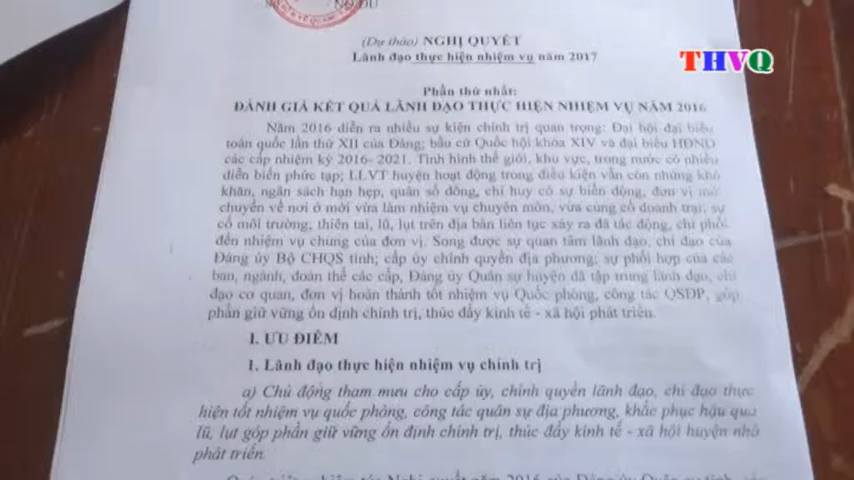 THVQ
(Dự thảo) NGHỊ QUYẾT
Lãnh đạo thực hiện nhiệm vụ năm 2017
Phần thứ nhất:
ĐÁNH GIÁ KẾT QUẢ LÃNH ĐẠO THỰC HIỆN NHIỆM VỤ NĂM 2016
Năm 2016 diễn ra nhiều sự kiện chính trị quan trọng: Đại hội đại biểu
toàn quốc lần thứ XII của Đảng; bầu cử Quốc hội khóa XIV và đại biểu HĐND
các cấp nhiệm kỳ 2016- 2021. Tình hình thế giới, khu vực, trong nước có nhiều
diễn biến phức tạp; LLVT huyện hoạt động trong điều kiện vẫn còn những khó
khăn, ngân sách hạn hẹp, quân số đông, chỉ huy có sự biến động, đơn vị mới
chuyển về nơi ở mới vừa làm nhiệm vụ chuyên môn, vừa củng cố doanh trại; sự
cố môi trường, thiên tai, lũ, lụt trên địa bàn liên tục xảy ra đã tác động, chi phối
đến nhiệm vụ chung của đơn vị. Song được sự quan tâm lãnh đạo, chỉ đạo của
Đảng ủy Bộ CHQS tỉnh; cấp ủy chính quyền địa phương; sự phối hợp của các
ban, ngành, đoàn thể các cấp, Đảng ủy Quân sự huyện đã tập trung lãnh đạo, chỉ
đạo cơ quan, đơn vị hoàn thành tốt nhiệm vụ Quốc phòng, công tác QSĐP, góp
phần giữ vững ổn định chính trị, thúc đẩy kinh tế - xã hội phát triển.
I. ƯU ĐIỂM
1. Lãnh đạo thực hiện nhiệm vụ chính trị
a) Chủ động tham mưu cho cấp ủy, chính quyền lãnh đạo, chỉ đạo thực
hiện tốt nhiệm vụ quốc phòng, công tác quân sự địa phương, khắc phục hậu quả
lũ, lụt góp phần giữ vững ổn định chính trị, thúc đẩy kinh tế - xã hội huyện nhà
phát triển.